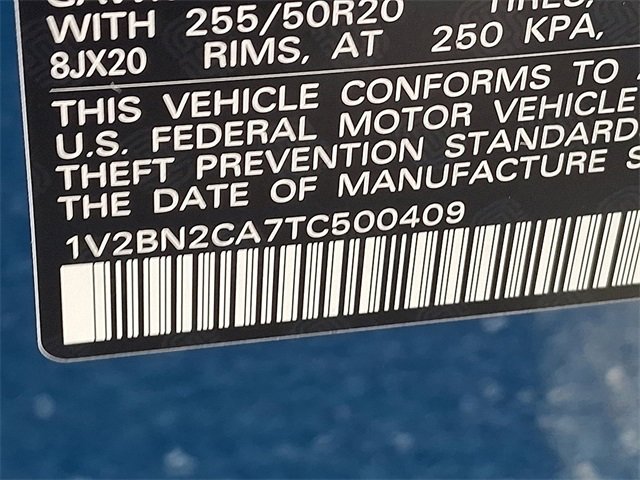 WITH 255/50R20 TIRES,
8JX20 RIMS, AT 250 KPA,
THIS VEHICLE CONFORMS TO
U.S. FEDERAL MOTOR VEHICLE
THEFT PREVENTION STANDARD
THE DATE OF MANUFACTURE S
1V2BN2CA7TC500409